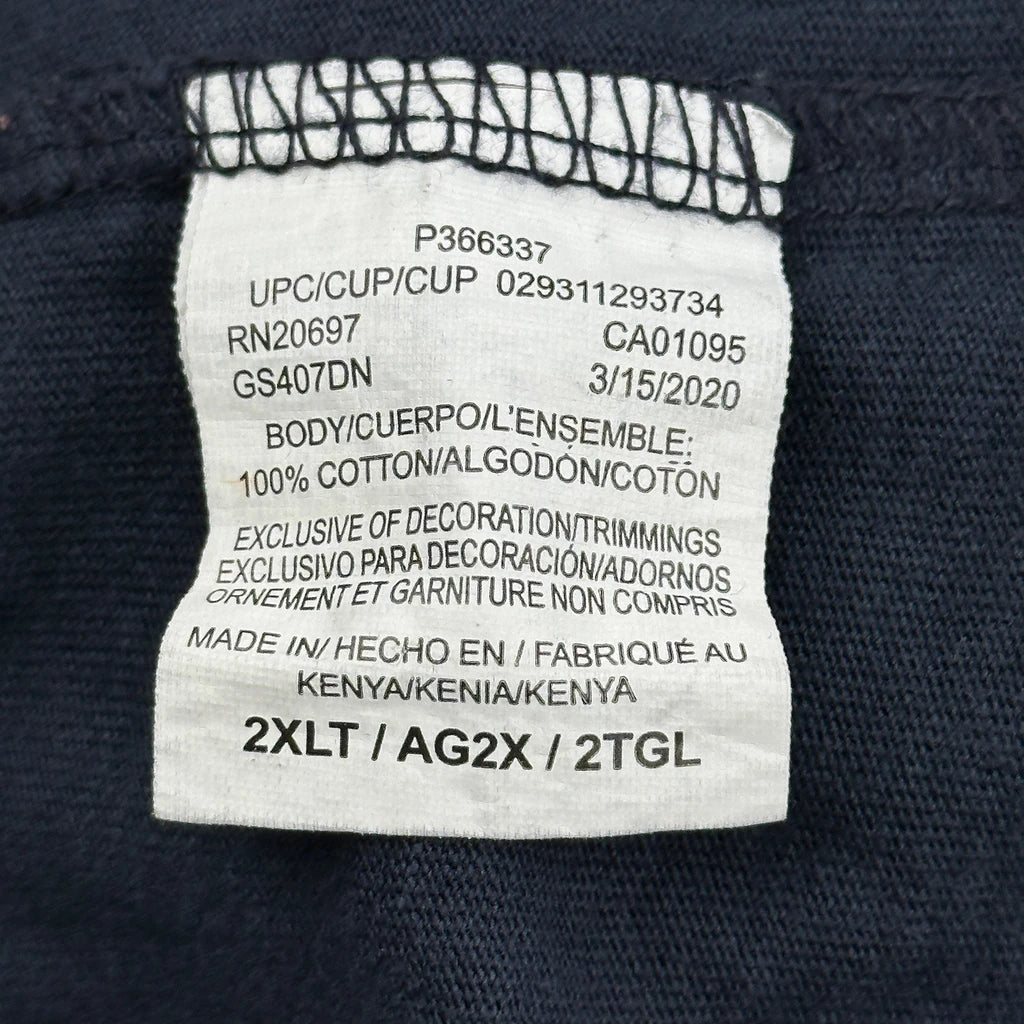 P366337
UPC/CUP/CUP 029311293734
RN20697 CA01095
GS407DN 3/15/2020
BODY/CUERPO/L'ENSEMBLE:
100% COTTON/ALGODÓN/COTÔN
EXCLUSIVE OF DECORATION/TRIMMINGS
EXCLUSIVO PARA DECORACIÓN/ADORNOS
ORNEMENT ET GARNITURE NON COMPRIS
MADE IN/ HECHO EN / FABRIQUÉ AU
KENYA/KENIA/KENYA
2XLT / AG2X / 2TGL